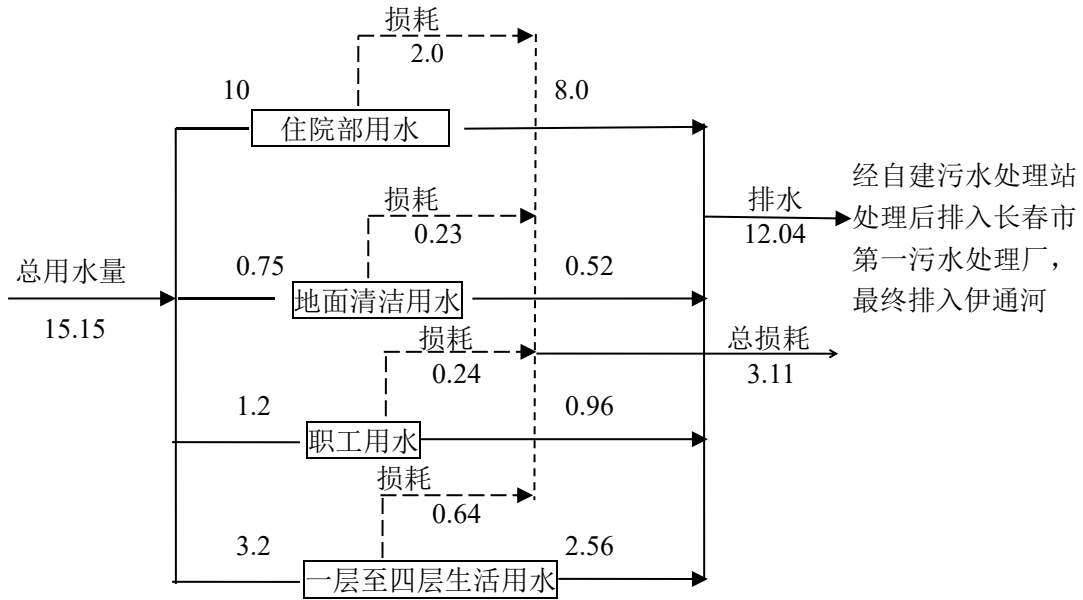 损耗
2.0
10
8.0
住院部用水
损耗
0.23
0.75
0.52
地面清洁用水
总用水量
15.15
损耗
0.24
1.2
0.96
职工用水
损耗
0.64
3.2
2.56
一层至四层生活用水
排水
12.04
总损耗
3.11
经自建污水处理站
处理后排入长春市
第一污水处理厂，
最终排入伊通河